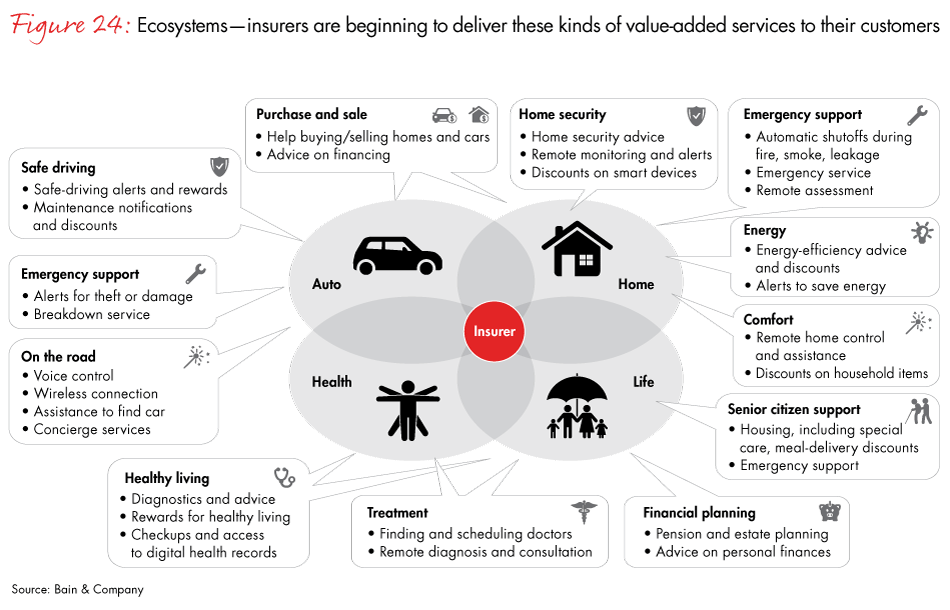 Figure 24: Ecosystems—insurers are beginning to deliver these kinds of value-added services to their customers
Purchase and sale
• Help buying/selling homes and cars
• Advice on financing
Home security
• Home security advice
• Remote monitoring and alerts
• Discounts on smart devices
Emergency support
• Automatic shutoffs during
fire, smoke, leakage
• Emergency service
• Remote assessment
Safe driving
• Safe-driving alerts and rewards
• Maintenance notifications
and discounts
Energy
• Energy-efficiency advice
and discounts
• Alerts to save energy
Emergency support
• Alerts for theft or damage
• Breakdown service
Auto
Home
Insurer
Health
Life
Comfort
• Remote home control
and assistance
• Discounts on household items
On the road
• Voice control
• Wireless connection
• Assistance to find car
• Concierge services
Senior citizen support
• Housing, including special
care, meal-delivery discounts
• Emergency support
Healthy living
• Diagnostics and advice
• Rewards for healthy living
• Checkups and access
to digital health records
Treatment
• Finding and scheduling doctors
• Remote diagnosis and consultation
Financial planning
• Pension and estate planning
• Advice on personal finances
Source: Bain & Company